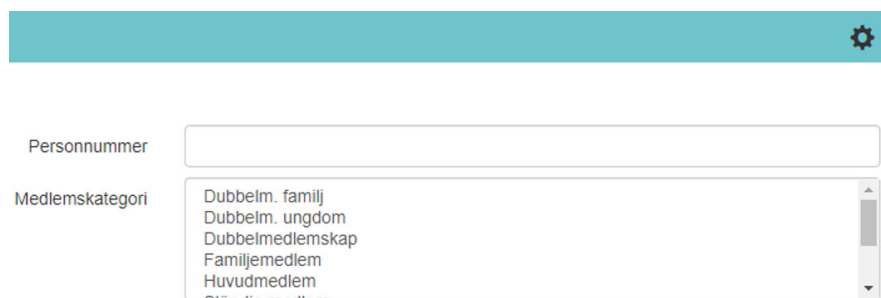 Personnummer
Medlemskategori
Dubbelm. familj
Dubbelm. ungdom
Dubbelmedlemskap
Familjemedlem
Huvudmedlem